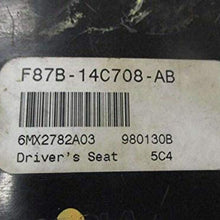 F87B-14C708-AB
6MX2782A03 980130B
Driver's Seat 5C4